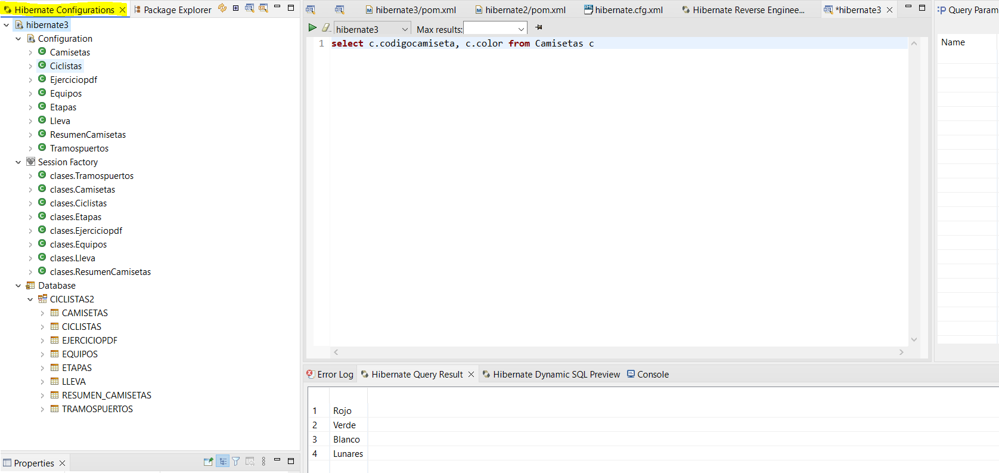 Hibernate Configurations
Package Explorer
hibernate3
Configuration
Camisetas
Ciclistas
Ejerciciopdf
Equipos
Etapas
Lleva
ResumenCamisetas
Tramospuertos
Session Factory
clases.Tramospuertos
clases.Camisetas
clases.Ciclistas
clases.Etapas
clases.Ejerciciopdf
clases.Equipos
clases.Lleva
clases.ResumenCamisetas
Database
CICLISTAS2
CAMISETAS
CICLISTAS
EJERCICIOPDF
EQUIPOS
ETAPAS
LLEVA
RESUMEN_CAMISETAS
TRAMOSPUERTOS
Properties
hibernate3/pom.xml
hibernate2/pom.xml
hibernate.cfg.xml
Hibernate Reverse Enginee...
*hibernate3
hibernate3
Max results:
1 select c.codigocamiseta, c.color from Camisetas c
Query Param
Name
Error Log
Hibernate Query Result
Hibernate Dynamic SQL Preview
Console
1 Rojo
2 Verde
3 Blanco
4 Lunares